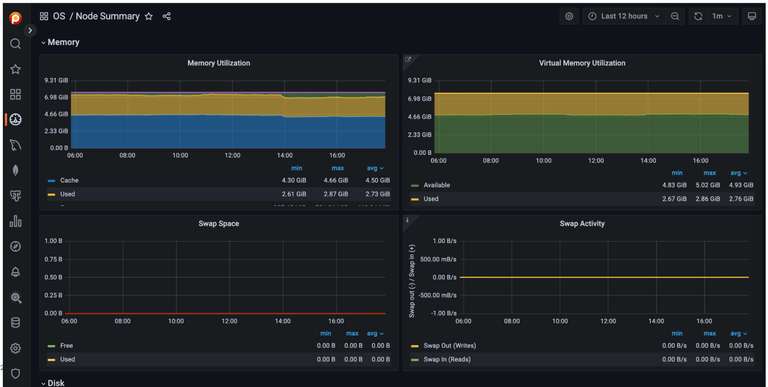 OS / Node Summary
Last 12 hours
1m
Memory
Memory Utilization
9.31 GiB
6.98 GiB
4.66 GiB
2.33 GiB
0.00 B
06:00 08:00 10:00 12:00 14:00 16:00
min max avg
Cache 4.30 GiB 4.66 GiB 4.50 GiB
Used 2.61 GiB 2.87 GiB 2.73 GiB
Virtual Memory Utilization
9.31 GiB
6.98 GiB
4.66 GiB
2.33 GiB
0.00 B
06:00 08:00 10:00 12:00 14:00 16:00
min max avg
Available 4.83 GiB 5.02 GiB 4.93 GiB
Used 2.67 GiB 2.86 GiB 2.76 GiB
Swap Space
1.00 B
0.75 B
0.50 B
0.25 B
0.00 B
06:00 08:00 10:00 12:00 14:00 16:00
min max avg
Free 0.00 B 0.00 B 0.00 B
Used 0.00 B 0.00 B 0.00 B
Swap Activity
Swap out (-) / Swap in (+)
1.00 B/s
500.00 mB/s
0.00 B/s
-500.00 mB/s
-1.00 B/s
06:00 08:00 10:00 12:00 14:00 16:00
min max avg
Swap Out (Writes) 0.00 B/s 0.00 B/s 0.00 B/s
Swap In (Reads) 0.00 B/s 0.00 B/s 0.00 B/s
Disk